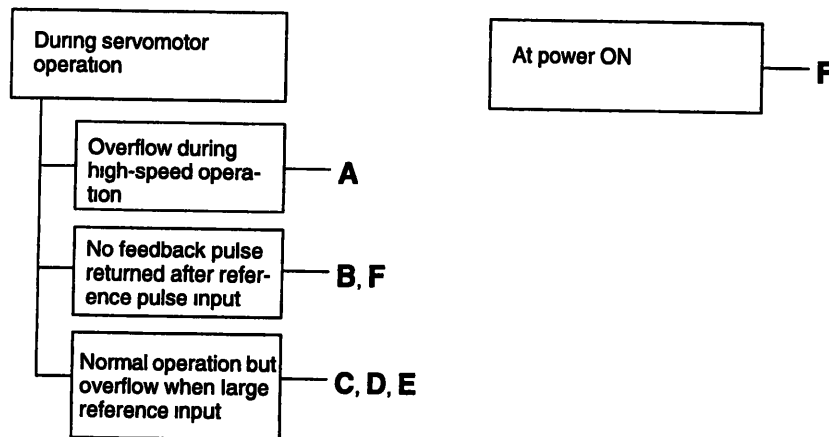 During servomotor
operation
At power ON
F
Overflow during
high-speed opera-
tion
A
No feedback pulse
returned after refer-
ence pulse input
B, F
Normal operation but
overflow when large
reference input
C, D, E